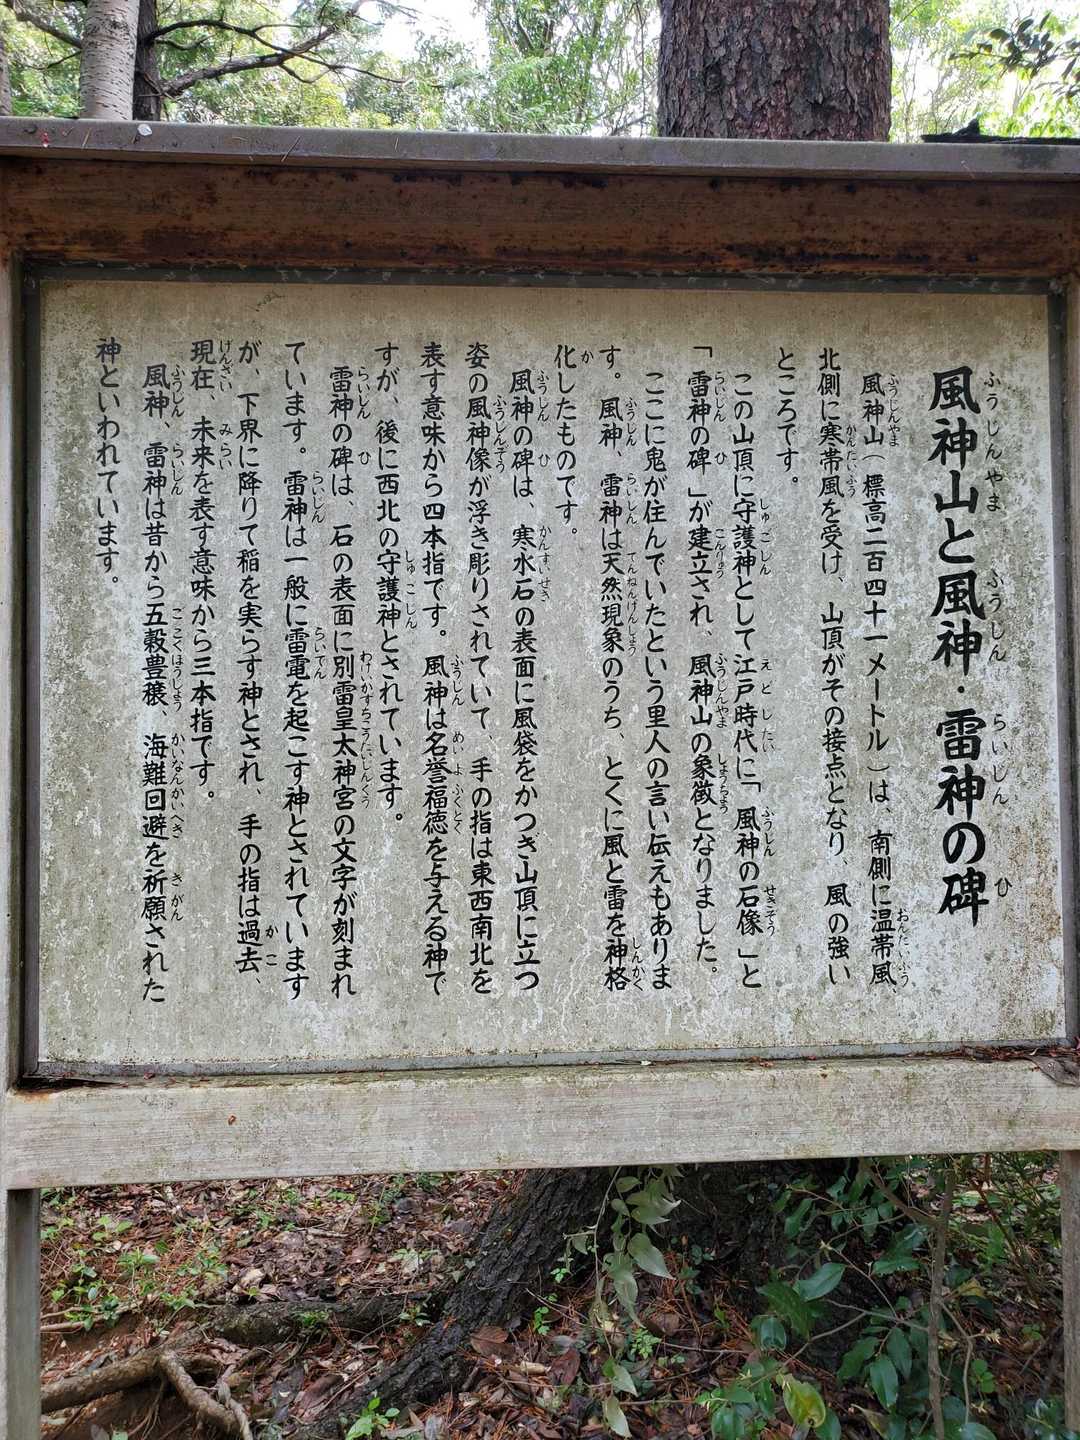 風神山と風神・雷神の碑
風神山(標高二百四十一メートル)は、南側に温帯風、
北側に寒帯風を受け、山頂がその接点となり、風の強い
ところです。
この山頂に守護神として江戸時代に「風神の石像」と
「雷神の碑」が建立され、風神山の象徴となりました。
ここに鬼が住んでいたという里人の言い伝えもありま
す。風神、雷神は天然現象のうち、とくに風と雷を神格
化したものです。
風神の碑は、寒水石の表面に風袋をかつぎ山頂に立つ
姿の風神像が浮き彫りされていて、手の指は東西南北を
表す意味から四本指です。風神は名誉福徳を与える神で
すが、後に西北の守護神とされています。
雷神の碑は、石の表面に別雷皇太神宮の文字が刻まれ
ています。雷神は一般に雷電を起こす神とされています
が、下界に降りて稲を実らす神とされ、手の指は過去、
現在、未来を表す意味から三本指です。
風神、雷神は昔から五穀豊穣、海難回避を祈願された
神といわれています。